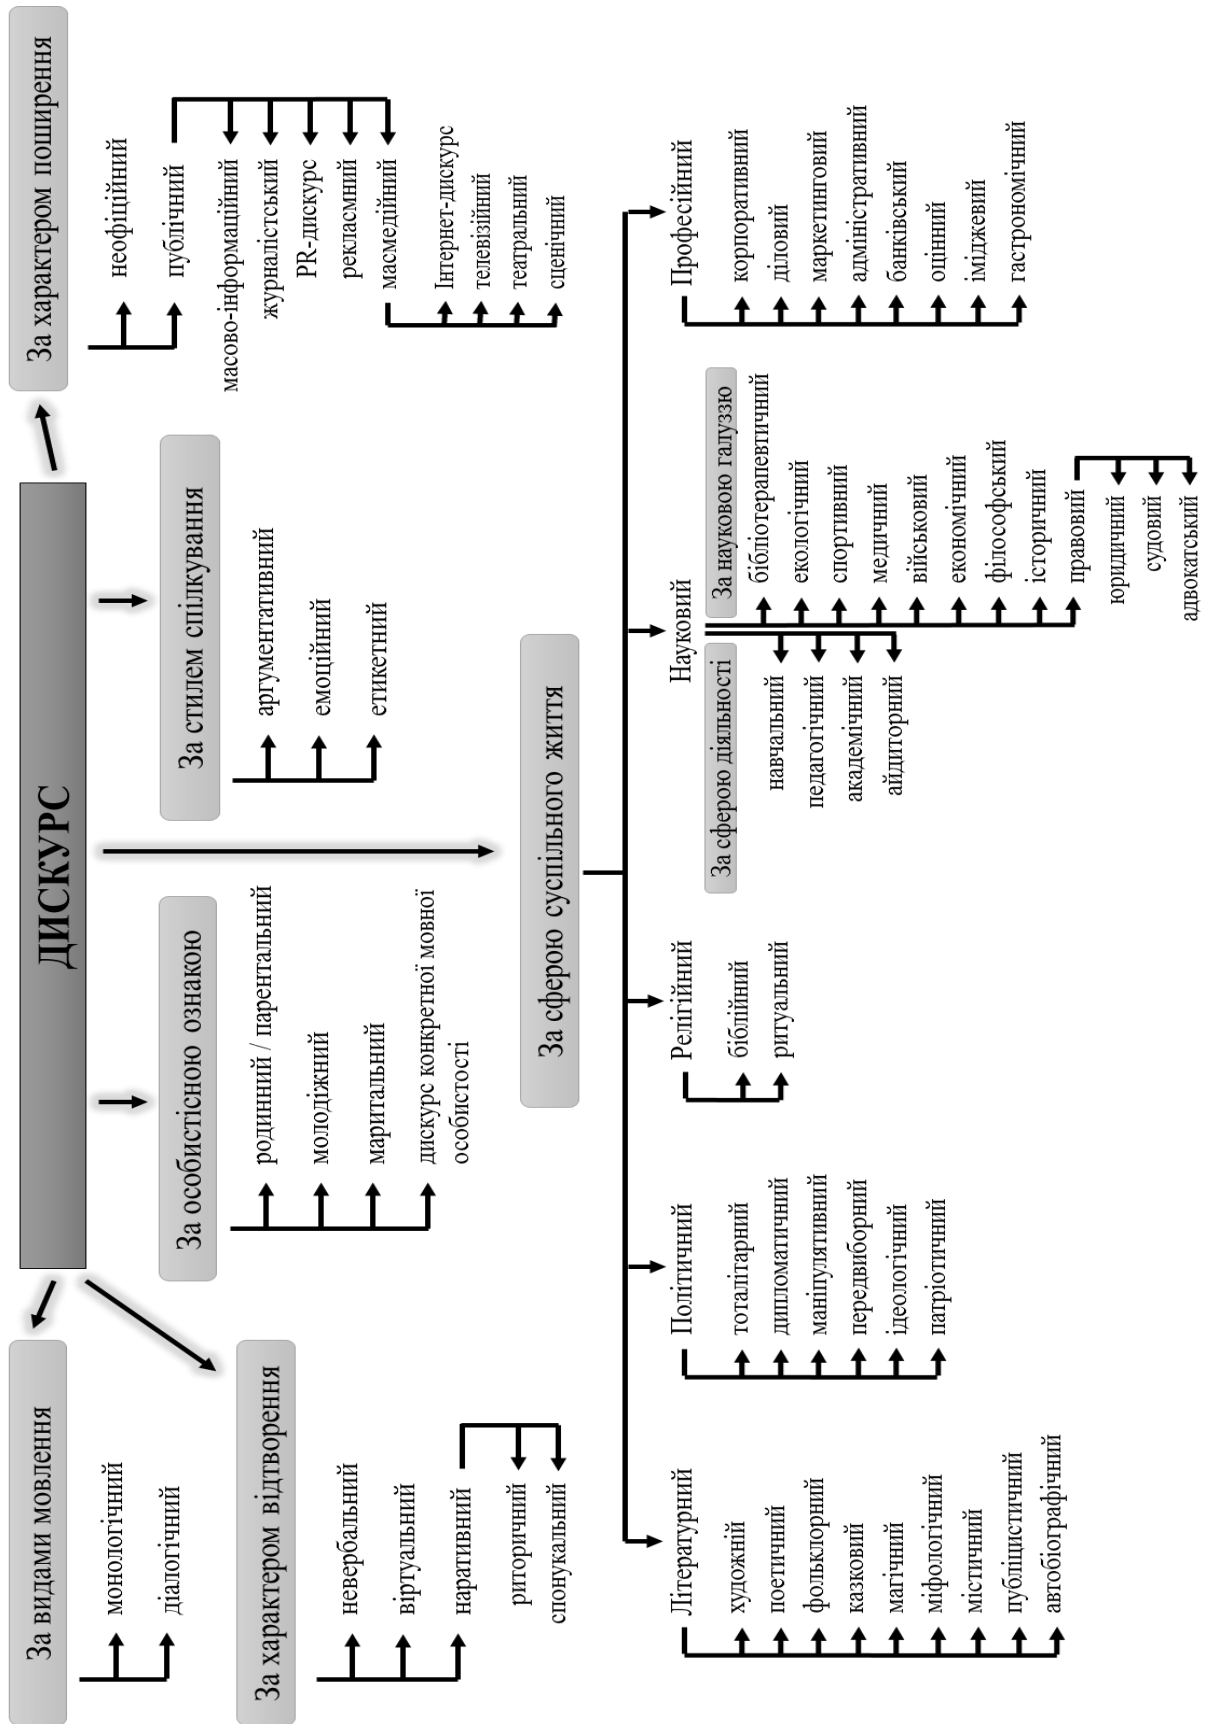 ДИСКУРС
За видами мовлення
монологічний
діалогічний
За характером відтворення
невербальний
віртуальний
наративний
риторичний
спонукальний
За особистісною ознакою
родинний / парентальний
молодіжний
маритальний
дискурс конкретної мовної
особистості
За стилем спілкування
аргументативний
емоційний
етикетний
За характером поширення
неофіційний
публічний
масово-інформаційний
журналістський
PR-дискурс
рекласмний
масмедійний
Інтернет-дискурс
телевізійний
театральний
сценічний
За сферою суспільного життя
Літературний
художній
поетичний
фольклорний
казковий
магічний
міфологічний
містичний
публіцистичний
автобіографічний
Політичний
тоталітарний
дипломатичний
маніпулятивний
передвиборний
ідеологічний
патріотичний
Релігійний
біблійний
ритуальний
Науковий
За сферою діяльності
навчальний
педагогічний
академічний
айдиторний
За науковою галуззю
бібліотерапевтичний
екологічний
спортивний
медичний
військовий
економічний
філософський
історичний
правовий
юридичний
судовий
адвокатський
Професійний
корпоративний
діловий
маркетинговий
адміністративний
банківський
оцінний
іміджевий
гастрономічний